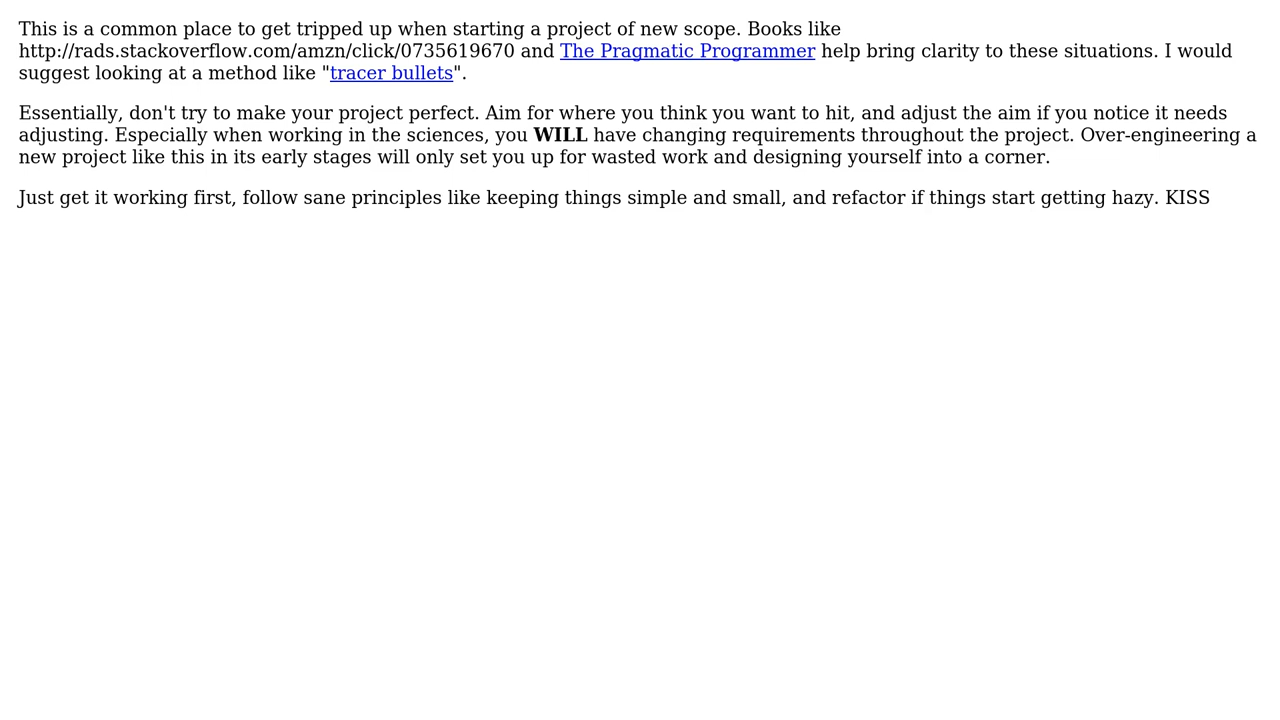 This is a common place to get tripped up when starting a project of new scope. Books like
http://rads.stackoverflow.com/amzn/click/0735619670 and The Pragmatic Programmer help bring clarity to these situations. I would
suggest looking at a method like "tracer bullets".
Essentially, don't try to make your project perfect. Aim for where you think you want to hit, and adjust the aim if you notice it needs
adjusting. Especially when working in the sciences, you WILL have changing requirements throughout the project. Over-engineering a
new project like this in its early stages will only set you up for wasted work and designing yourself into a corner.
Just get it working first, follow sane principles like keeping things simple and small, and refactor if things start getting hazy. KISS